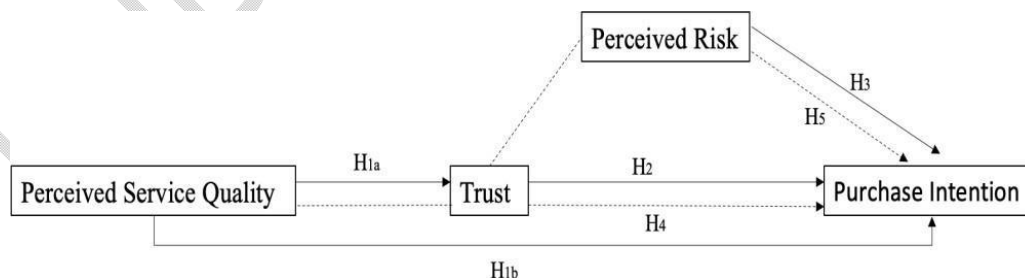 Perceived Risk
H3
H5
H1a
H2
Perceived Service Quality
Trust
Purchase Intention
H4
H1b